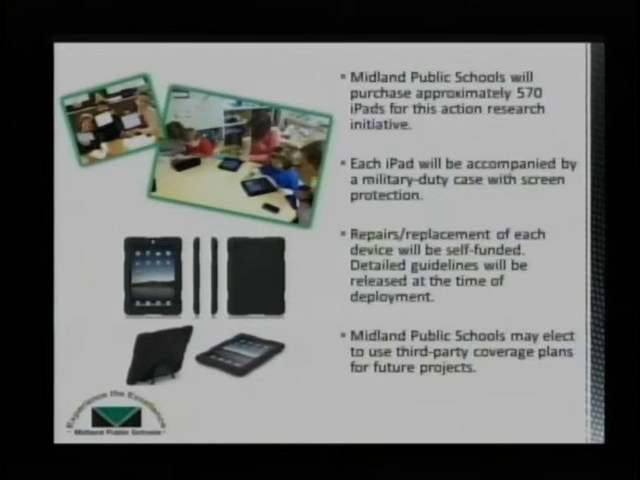 ▪ Midland Public Schools will
purchase approximately 570
iPads for this action research
initiative.
▪ Each iPad will be accompanied by
a military-duty case with screen
protection.
▪ Repairs/replacement of each
device will be self-funded.
Detailed guidelines will be
released at the time of
deployment.
▪ Midland Public Schools may elect
to use third-party coverage plans
for future projects.
Experience the Excellence
- Midland Public Schools -